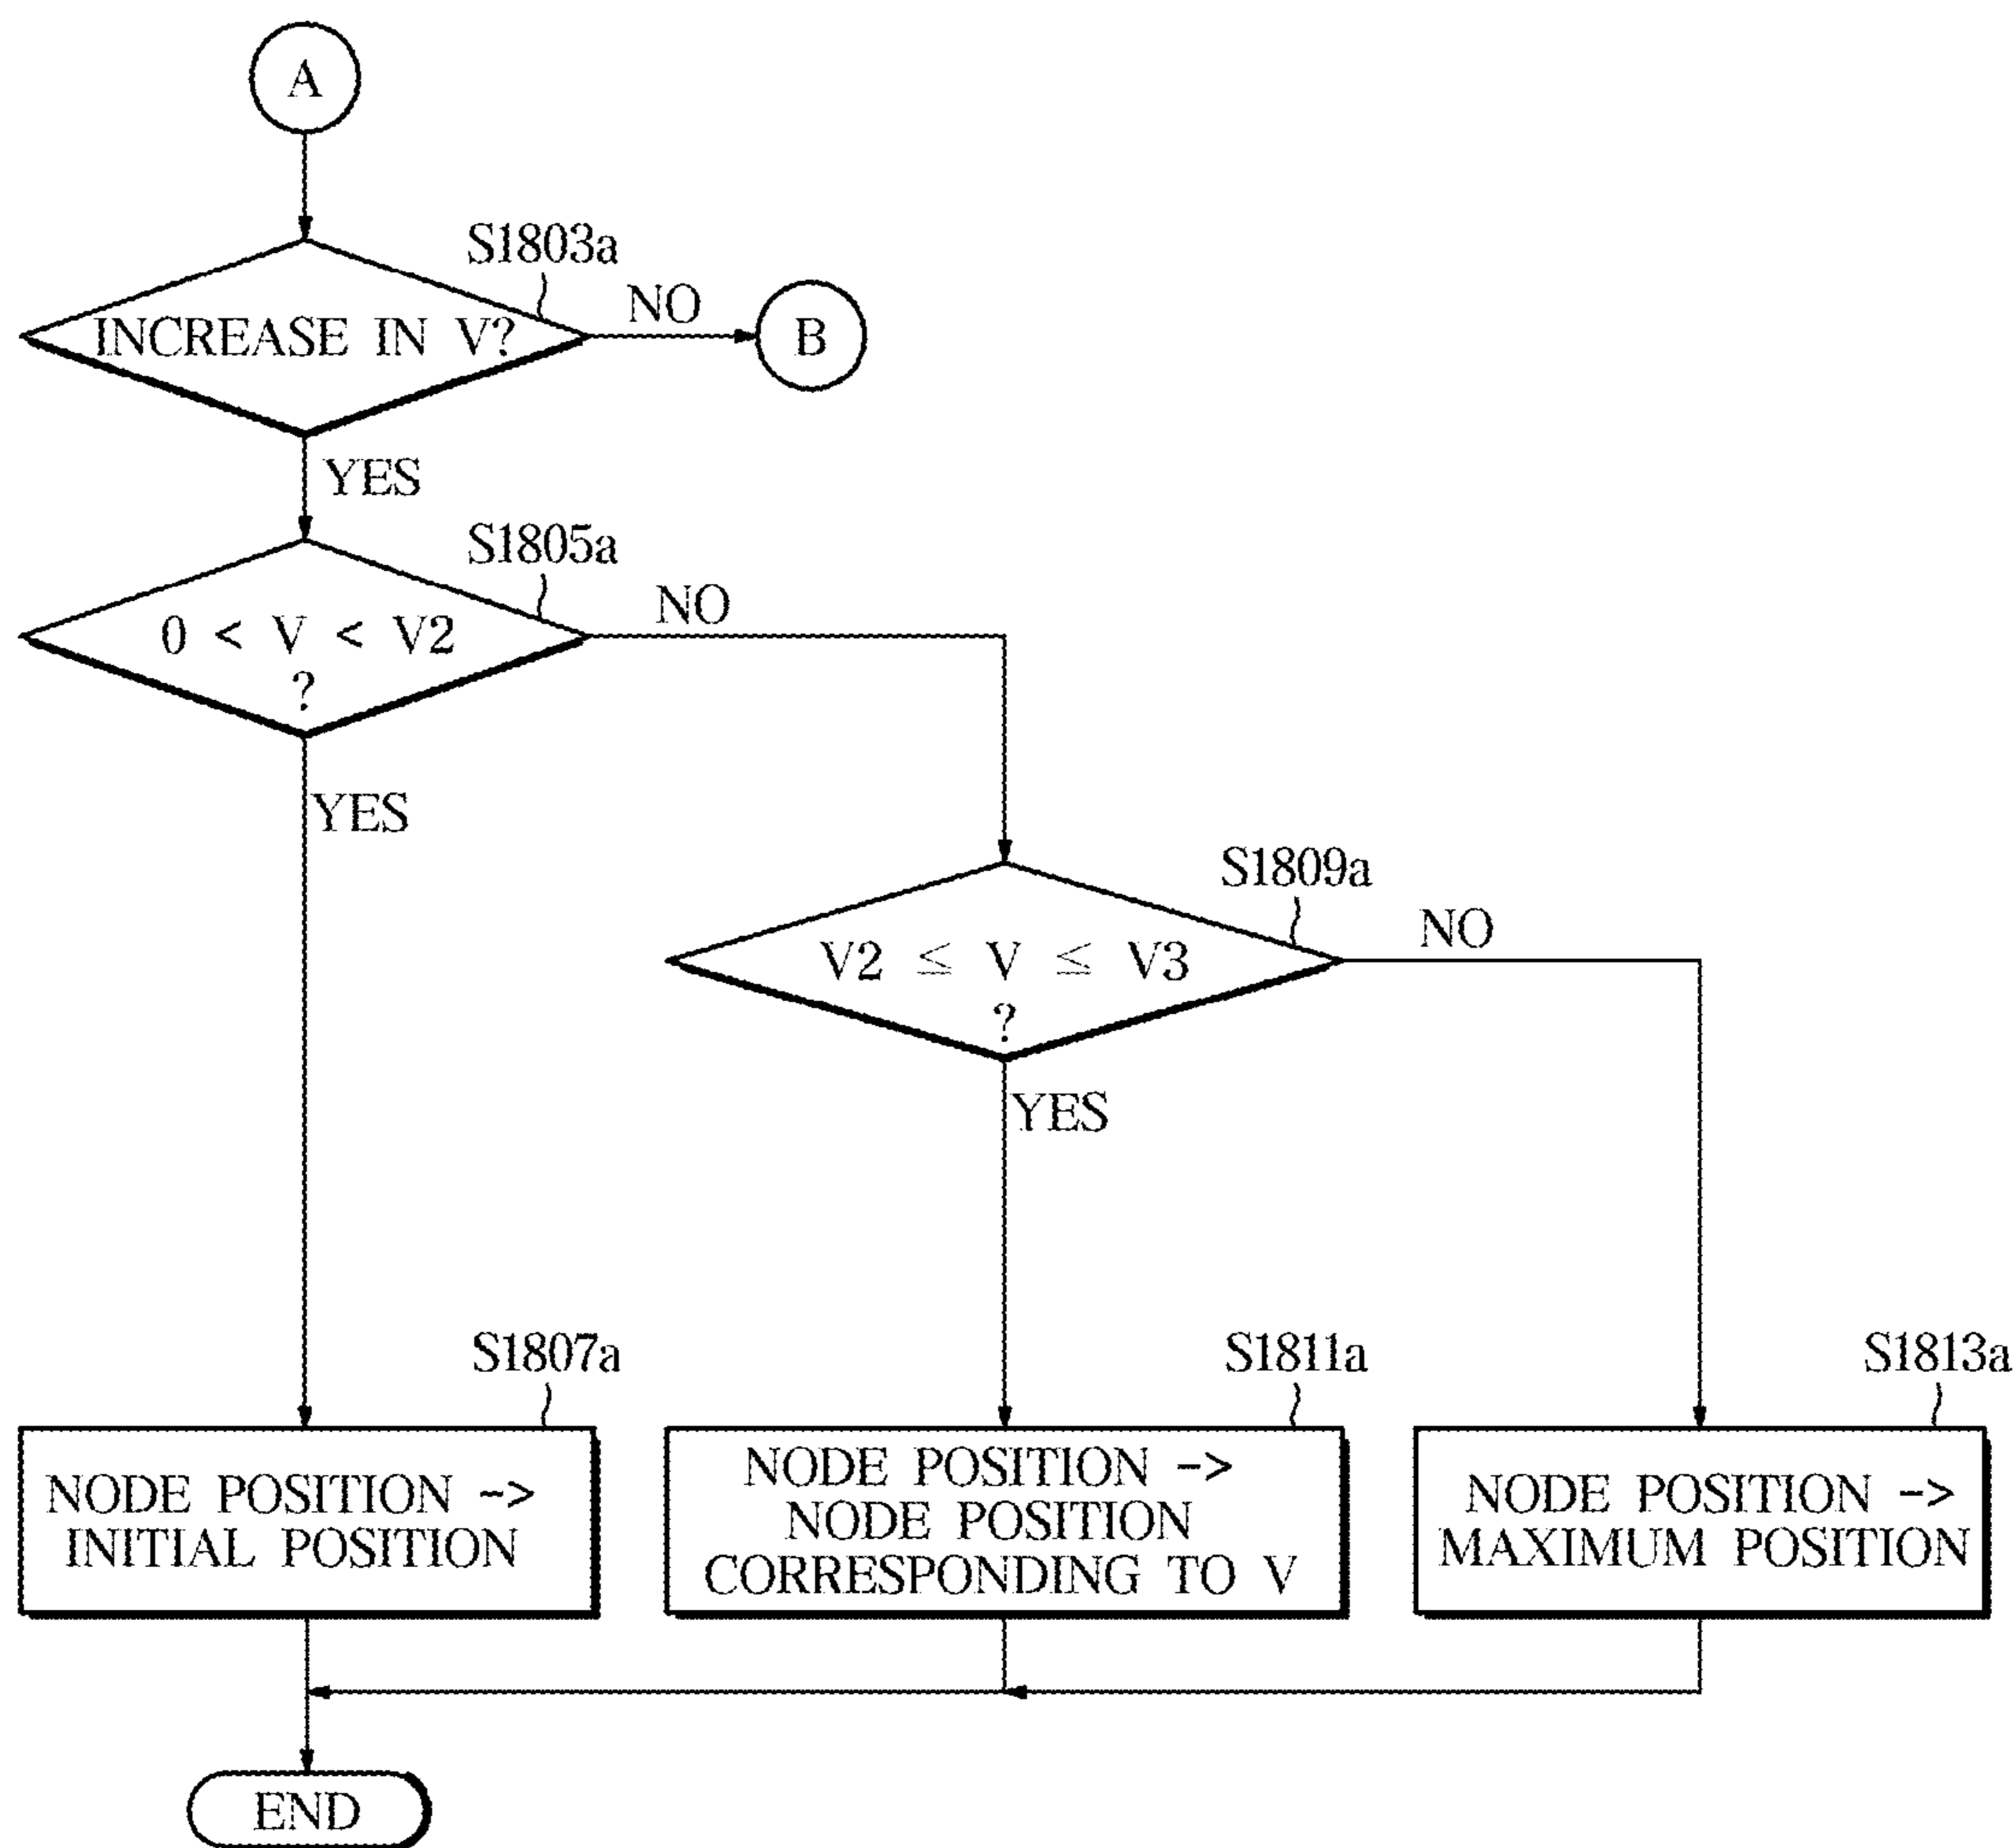 A
S1803a
INCREASE IN V?
NO
B
YES
S1805a
0 < V < V2
?
NO
YES
S1809a
V2 ≤ V ≤ V3
?
NO
YES
S1807a
NODE POSITION ->
INITIAL POSITION
S1811a
NODE POSITION ->
NODE POSITION
CORRESPONDING TO V
S1813a
NODE POSITION ->
MAXIMUM POSITION
END